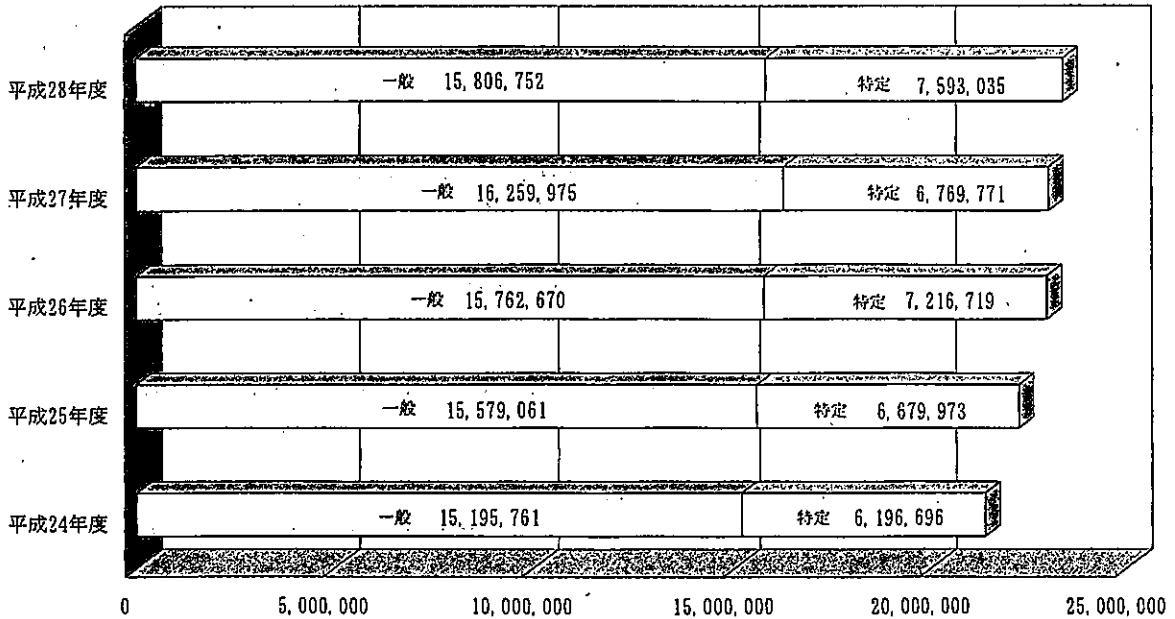 平成28年度 一般 15,806,752 特定 7,593,035
平成27年度 一般 16,259,975 特定 6,769,771
平成26年度 一般 15,762,670 特定 7,216,719
平成25年度 一般 15,579,061 特定 6,679,973
平成24年度 一般 15,195,761 特定 6,196,696
0 5,000,000 10,000,000 15,000,000 20,000,000 25,000,000